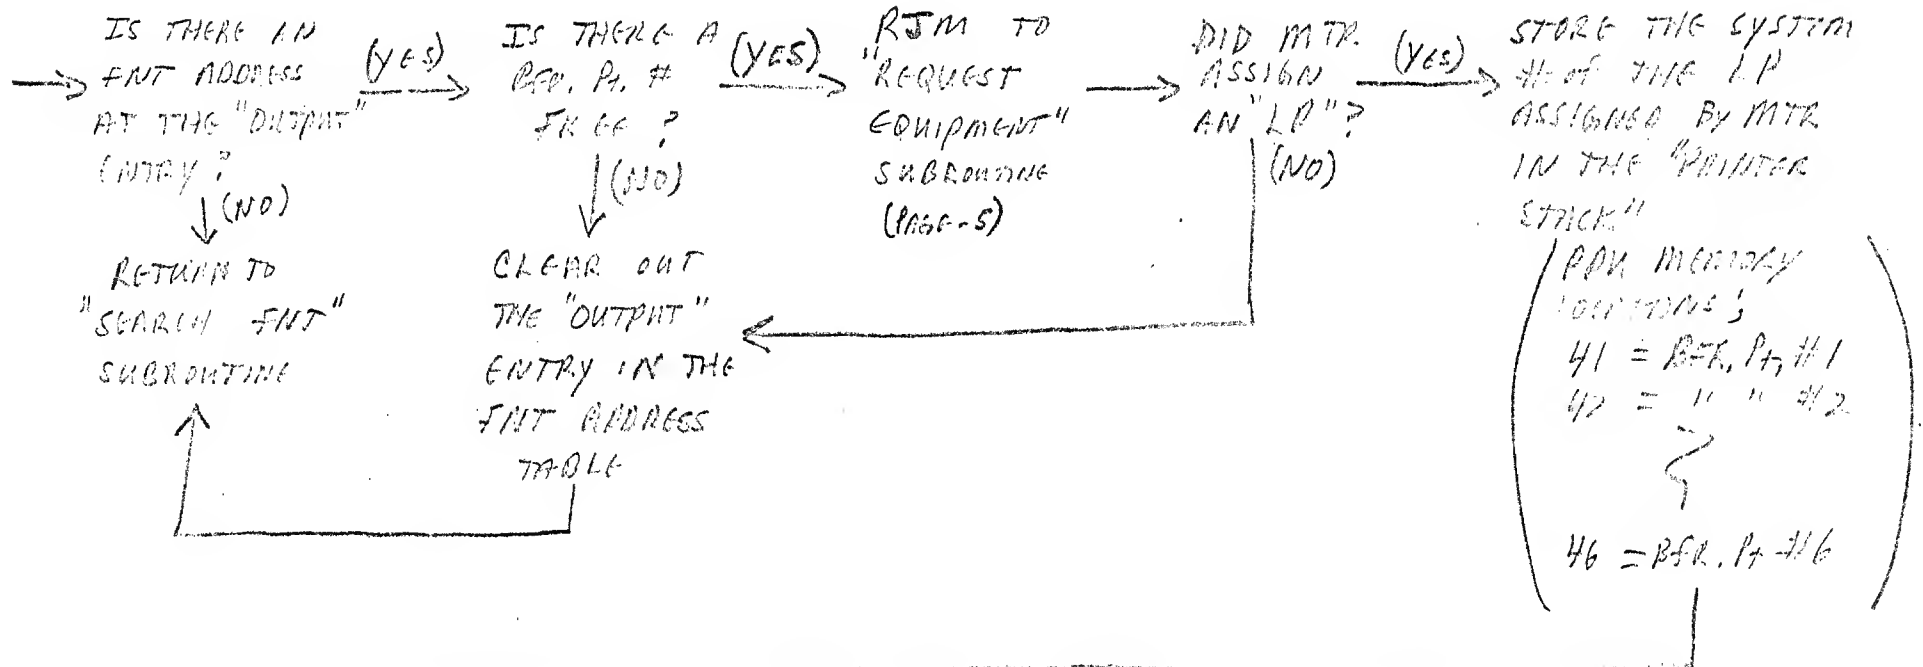 IS THERE AN
FNT ADDRESS
AT THE "OUTPUT"
ENTRY?
(YES)
(NO)
RETURN TO
"SEARCH FNT"
SUBROUTINE
IS THERE A
BFR. Pt. #
FREE?
(YES)
(NO)
CLEAR OUT
THE "OUTPUT"
ENTRY IN THE
FNT ADDRESS
TABLE
RJM TO
"REQUEST
EQUIPMENT"
SUBROUTINE
(PAGE-5)
DID MTR
ASSIGN
AN "LP"?
(YES)
(NO)
STORE THE SYSTEM
# of THE LP
ASSIGNED BY MTR
IN THE "PRINTER
STACK"
PPU MEMORY
LOCATIONS;
41 = BFR. Pt. #1
42 = " " #2
46 = BFR. Pt #6